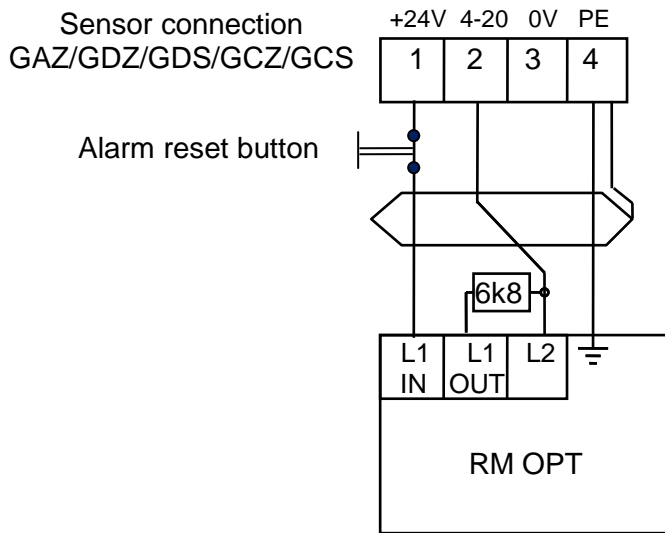 Sensor connection
GAZ/GDZ/GDS/GCZ/GCS
+24V 4-20 0V PE
1 2 3 4
Alarm reset button
6k8
L1 L1 L2
IN OUT
RM OPT